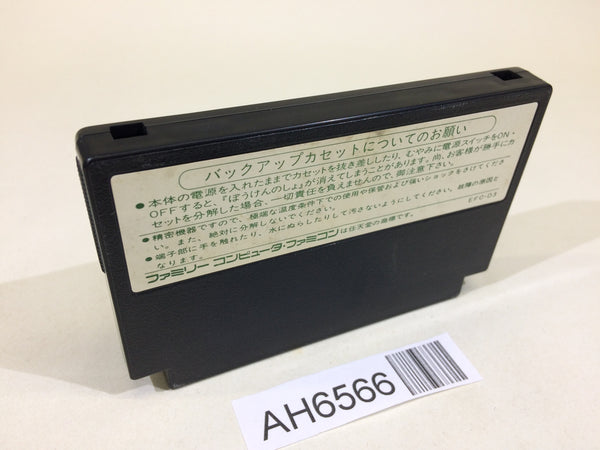 バックアップカセットについてのお願い
●本体の電源を入れたままでカセットを抜き差ししたり、むやみに電源スイッチをON・
OFFすると、『ぼうけんのしょ』が消えてしまうことがあります。尚、お客様が勝手にカ
セットを分解した場合、一切責任を負えませんので、御注意下さい。
●精密機器ですので、極端な温度条件下での使用や保管および強いショックをさけてくださ
い。また、絶対に分解しないでください。
●端子部に手を触れたり、水にぬらしたりして汚さないようにしてください。故障の原因と
なります。
EFC-D3
ファミリーコンピュータ・ファミコンは任天堂の商標です。
AH6566